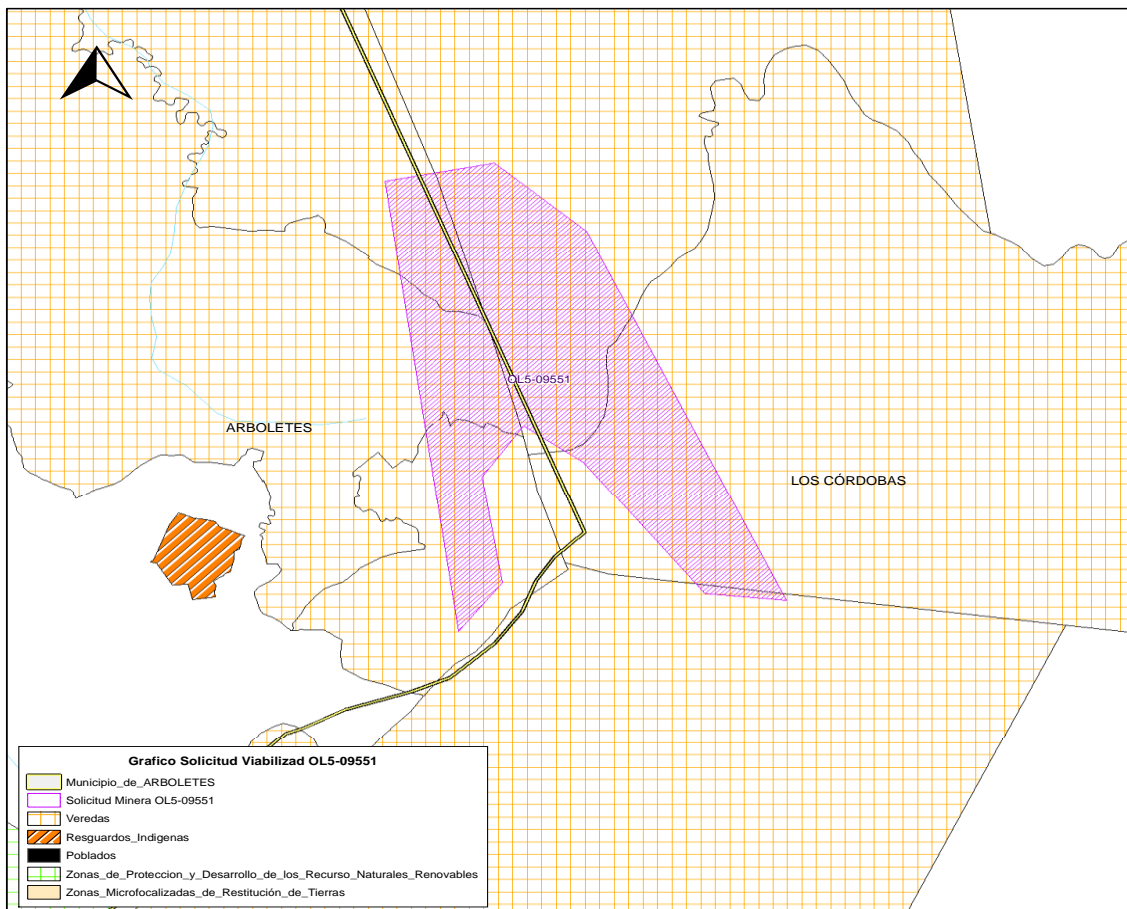 OL5-09551
ARBOLETES
LOS CÓRDOBAS
Grafico Solicitud Viabilizad OL5-09551
Municipio_de_ARBOLETES
Solicitud Minera OL5-09551
Veredas
Resguardos_Indigenas
Poblados
Zonas_de_Proteccion_y_Desarrollo_de_los_Recurso_Naturales_Renovables
Zonas_Microfocalizadas_de_Restitución_de_Tierras